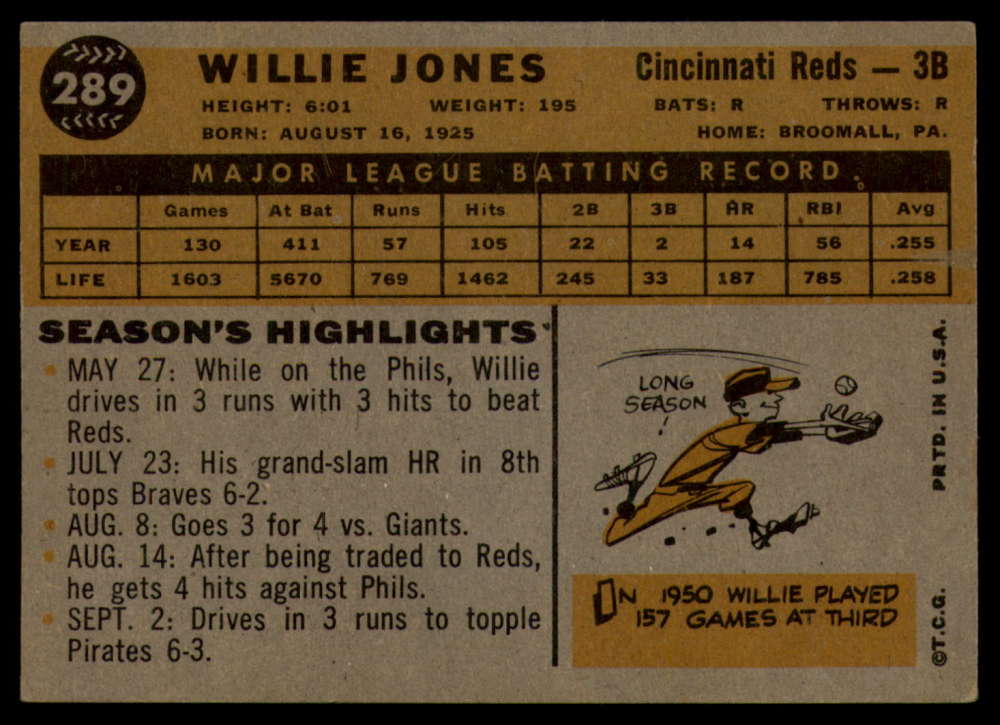 289
WILLIE JONES
Cincinnati Reds — 3B
HEIGHT: 6:01 WEIGHT: 195 BATS: R THROWS: R
BORN: AUGUST 16, 1925 HOME: BROOMALL, PA.
MAJOR LEAGUE BATTING RECORD
Games At Bat Runs Hits 2B 3B HR RBI Avg
YEAR 130 411 57 105 22 2 14 56 .255
LIFE 1603 5670 769 1462 245 33 187 785 .258
SEASON'S HIGHLIGHTS
• MAY 27: While on the Phils, Willie
drives in 3 runs with 3 hits to beat
Reds.
• JULY 23: His grand-slam HR in 8th
tops Braves 6-2.
• AUG. 8: Goes 3 for 4 vs. Giants.
• AUG. 14: After being traded to Reds,
he gets 4 hits against Phils.
• SEPT. 2: Drives in 3 runs to topple
Pirates 6-3.
LONG
SEASON
!
IN 1950 WILLIE PLAYED
157 GAMES AT THIRD
©T.C.G. PRTD. IN U.S.A.